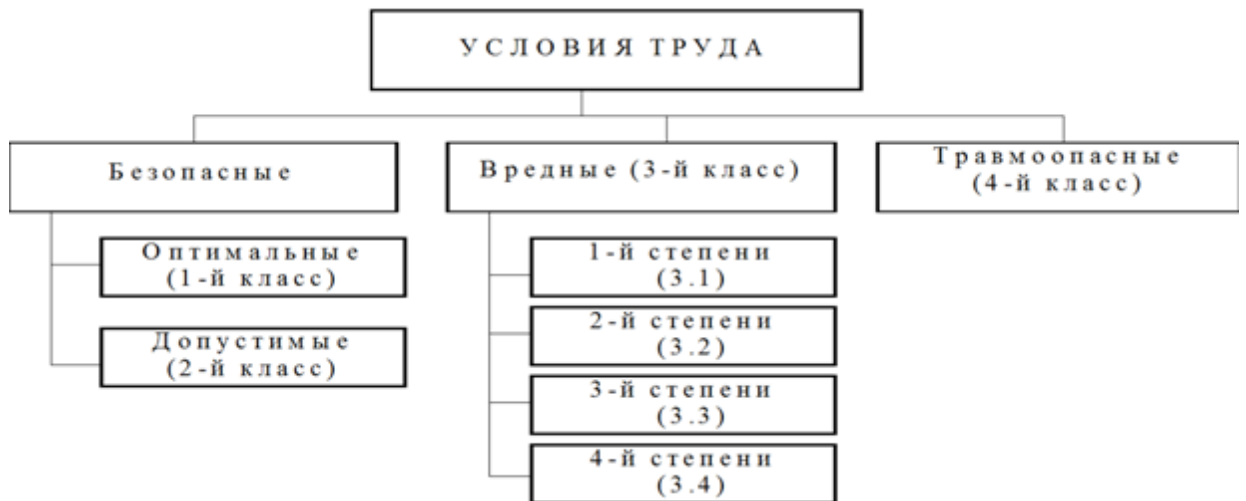 УСЛОВИЯ ТРУДА
Безопасные
Оптимальные
(1-й класс)
Допустимые
(2-й класс)
Вредные (3-й класс)
1-й степени
(3.1)
2-й степени
(3.2)
3-й степени
(3.3)
4-й степени
(3.4)
Травмоопасные
(4-й класс)